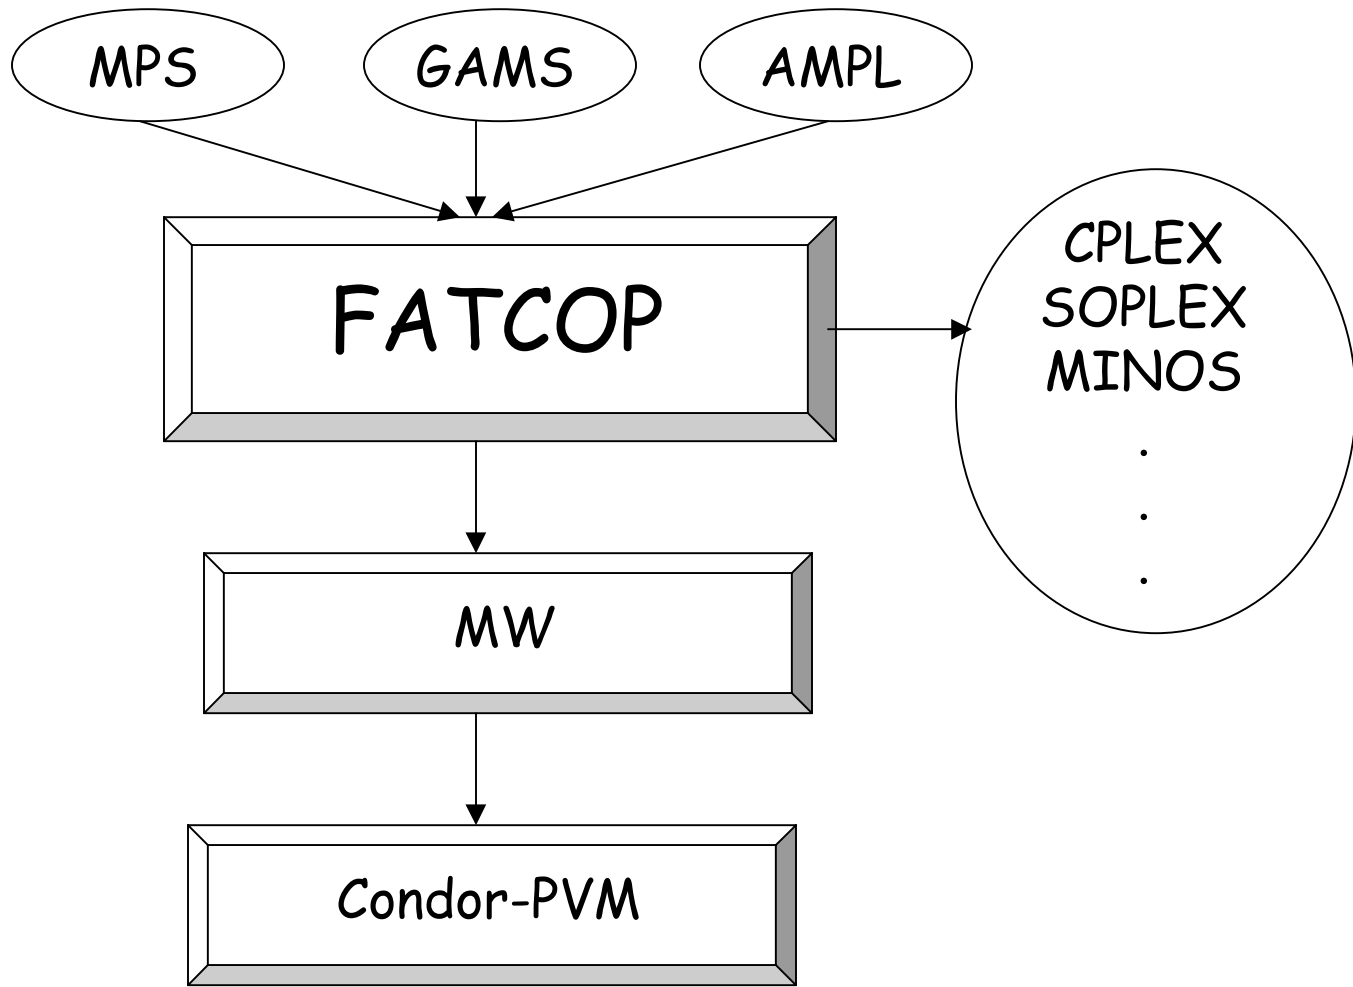 MPS
GAMS
AMPL
CPLEX
SOPLEX
MINOS
.
.
.
FATCOP
MW
Condor-PVM